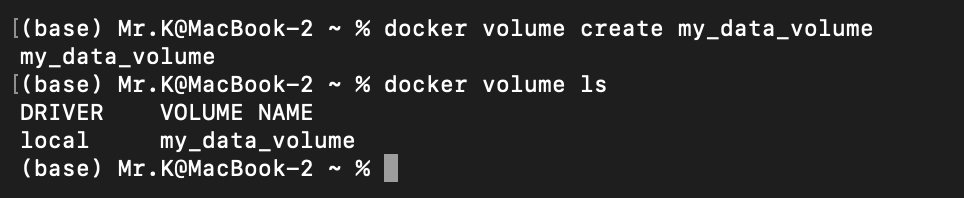 [(base) Mr.K@MacBook-2 ~ % docker volume create my_data_volume
my_data_volume
[(base) Mr.K@MacBook-2 ~ % docker volume ls
DRIVER    VOLUME NAME
local     my_data_volume
(base) Mr.K@MacBook-2 ~ %